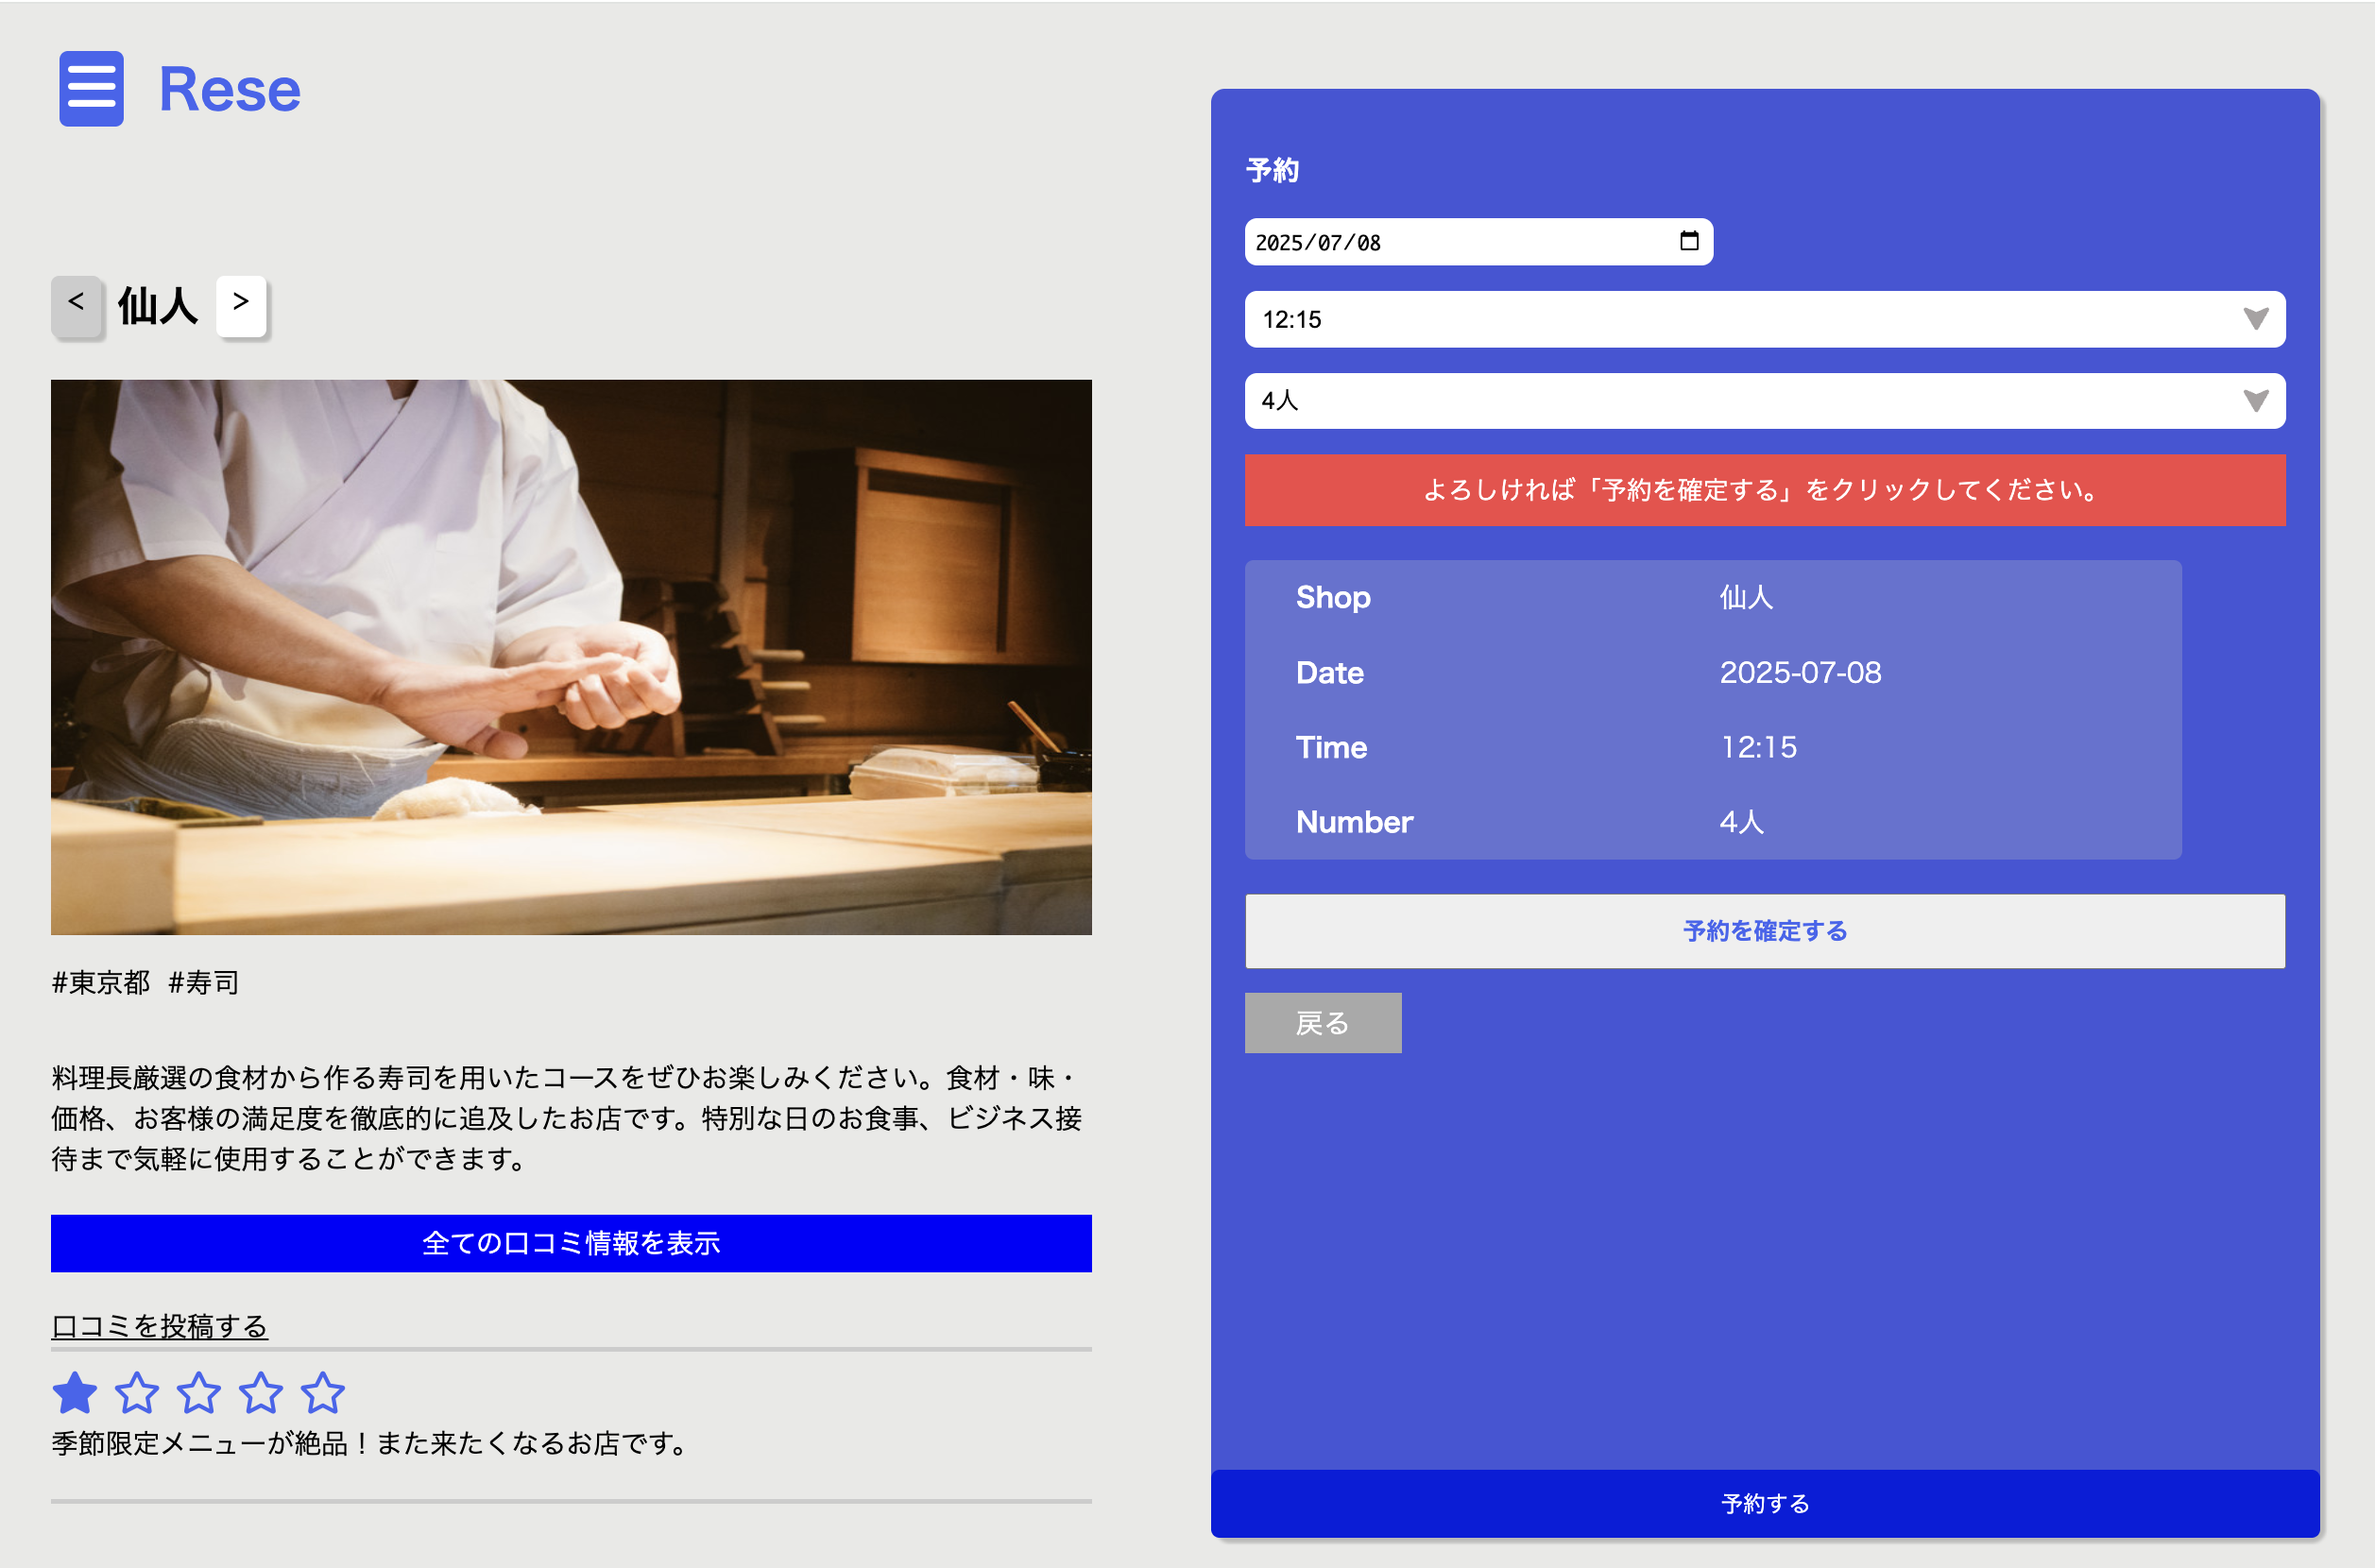 Rese
< 仙人 >
#東京都 #寿司
料理長厳選の食材から作る寿司を用いたコースをぜひお楽しみください。食材・味・
価格、お客様の満足度を徹底的に追及したお店です。特別な日のお食事、ビジネス接
待まで気軽に使用することができます。
全ての口コミ情報を表示
口コミを投稿する
季節限定メニューが絶品！また来たくなるお店です。
予約
2025/07/08
12:15
4人
よろしければ「予約を確定する」をクリックしてください。
Shop 仙人
Date 2025-07-08
Time 12:15
Number 4人
予約を確定する
戻る
予約する